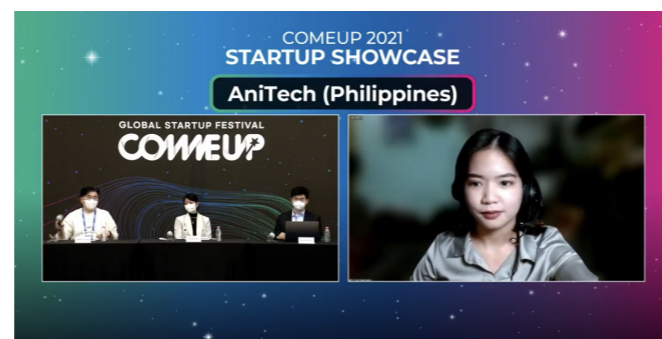 COMEUP 2021
STARTUP SHOWCASE
AniTech (Philippines)
GLOBAL STARTUP FESTIVAL
COMEUP